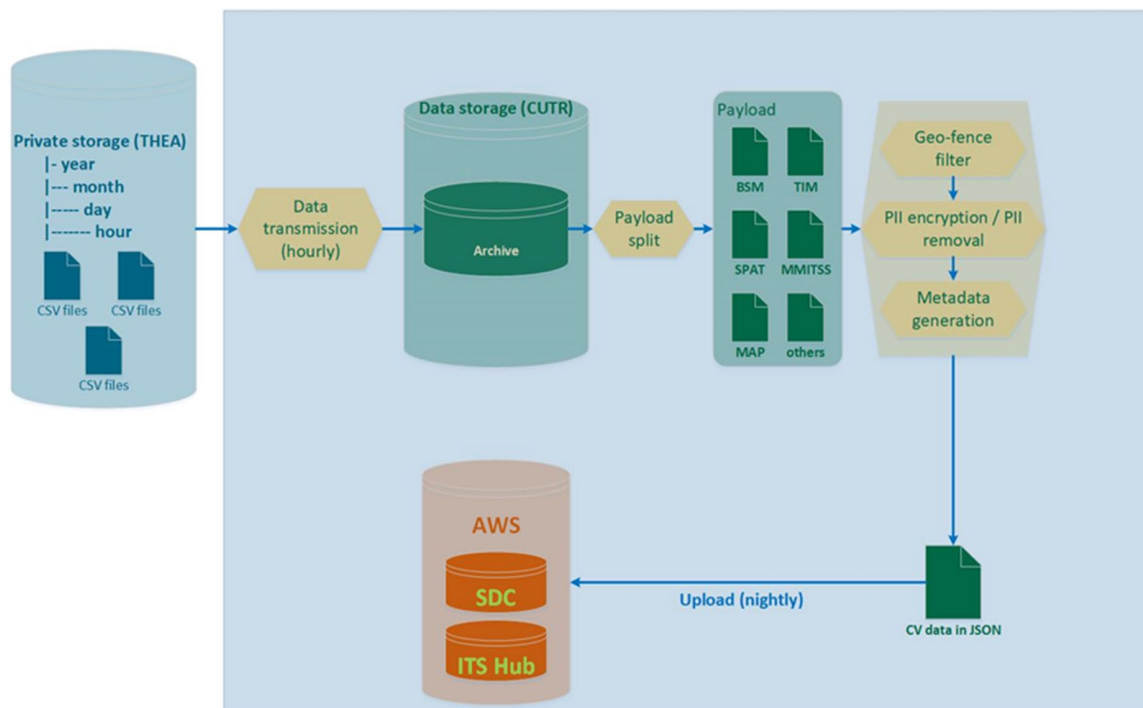 Private storage (THEA)
|- year
|--- month
|----- day
|------- hour
CSV files
CSV files
CSV files
Data
transmission
(hourly)
Data storage (CUTR)
Archive
Payload
split
Payload
BSM
TIM
SPAT
MMITSS
MAP
others
Geo-fence
filter
PII encryption / PII
removal
Metadata
generation
CV data in JSON
Upload (nightly)
AWS
SDC
ITS Hub